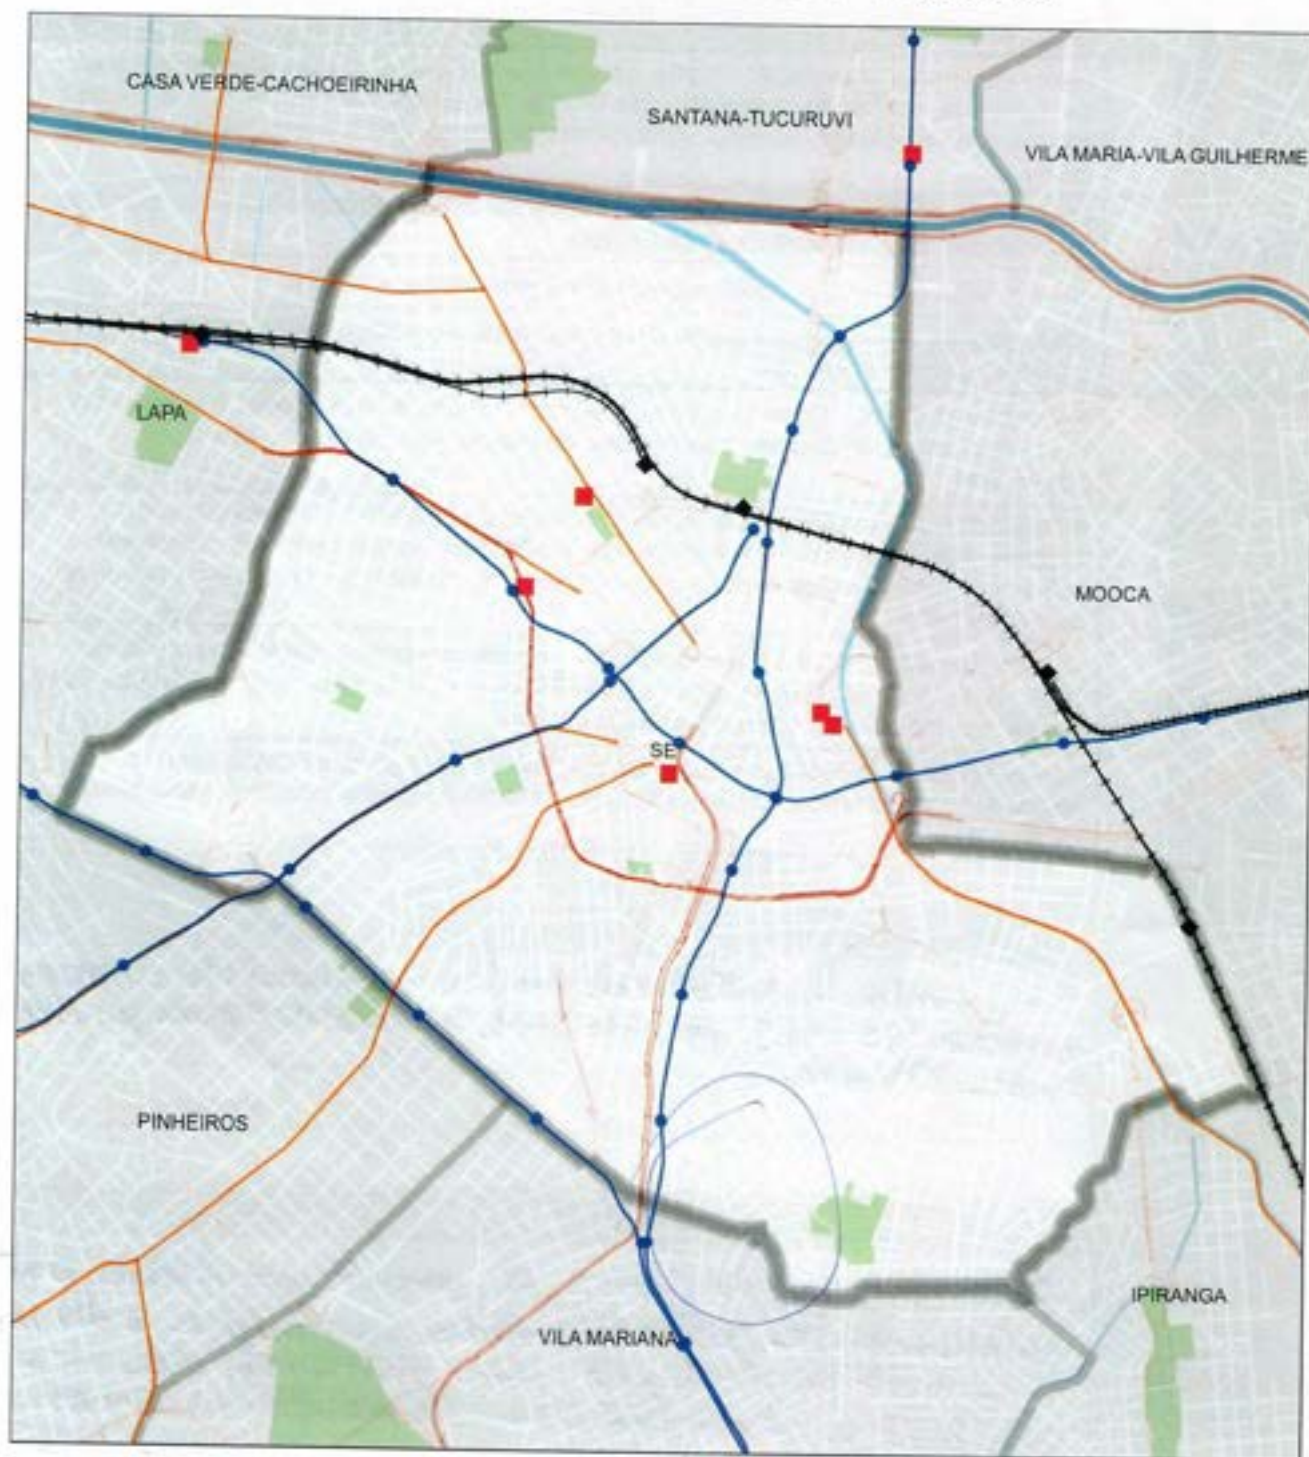 CASA VERDE-CACHOEIRINHA
SANTANA-TUCURUVI
VILA MARIA-VILA GUILHERME
LAPA
MOOCA
SE
PINHEIROS
IPIRANGA
VILA MARIANA